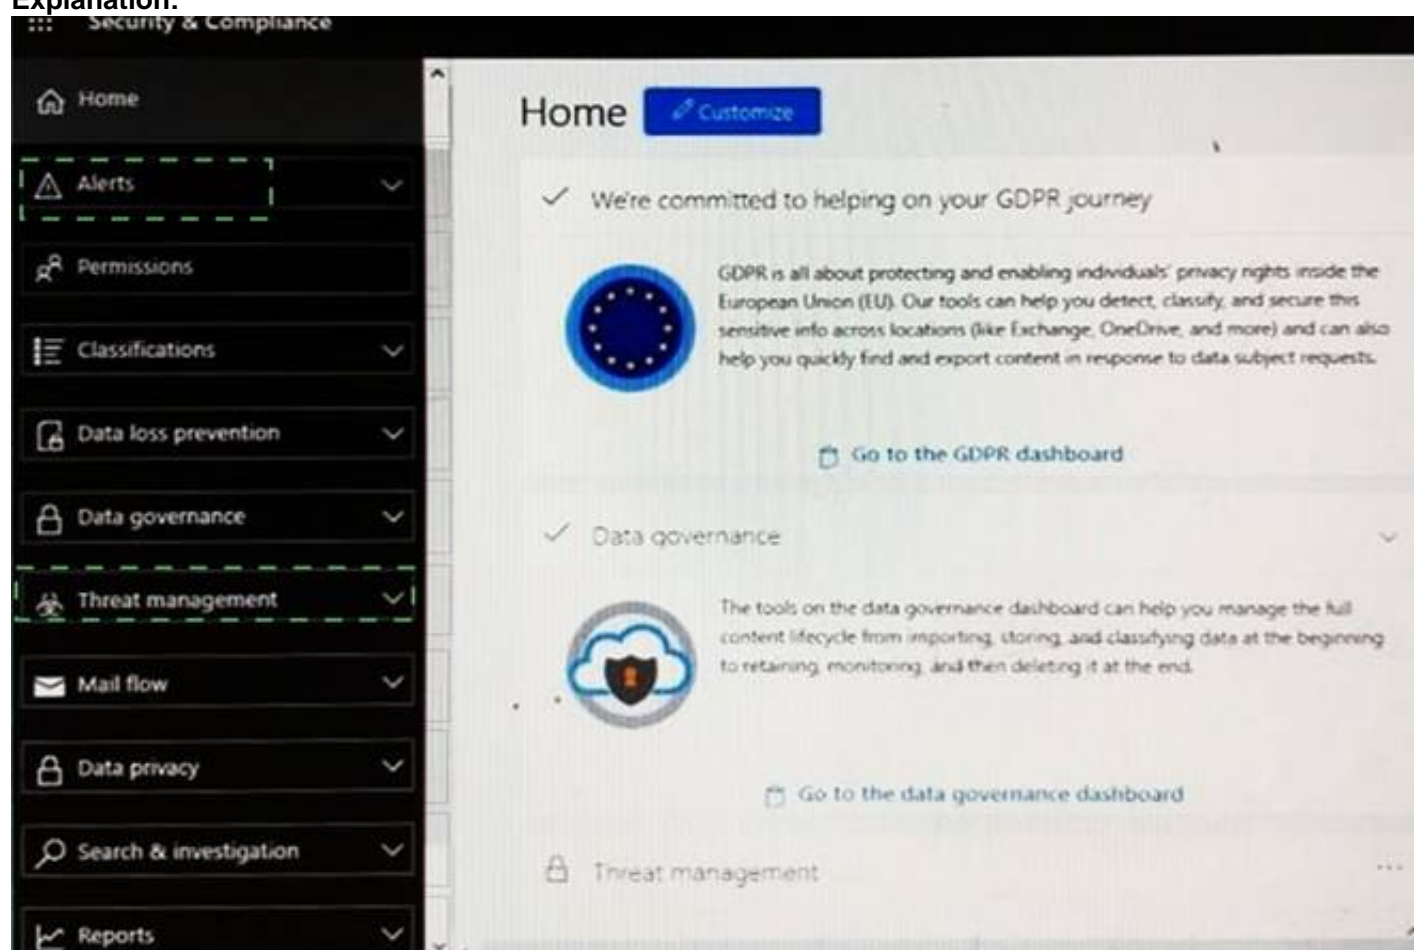 Explanation:
Security & Compliance
Home
Alerts
Permissions
Classifications
Data loss prevention
Data governance
Threat management
Mail flow
Data privacy
Search & investigation
Reports
Home
Customize
We're committed to helping on your GDPR journey
GDPR is all about protecting and enabling individuals' privacy rights inside the
European Union (EU). Our tools can help you detect, classify, and secure this
sensitive info across locations (like Exchange, OneDrive, and more) and can also
help you quickly find and export content in response to data subject requests.
Go to the GDPR dashboard
Data governance
The tools on the data governance dashboard can help you manage the full
content lifecycle from importing, storing, and classifying data at the beginning
to retaining, monitoring, and then deleting it at the end.
Go to the data governance dashboard
Threat management